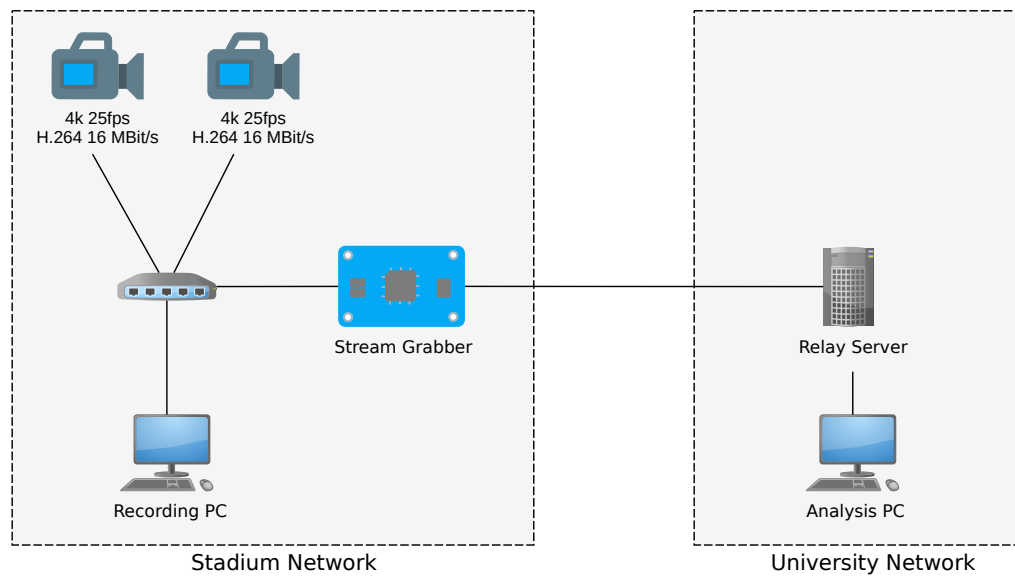 4k 25fps
H.264 16 MBit/s
4k 25fps
H.264 16 MBit/s
Stream Grabber
Relay Server
Recording PC
Analysis PC
Stadium Network
University Network